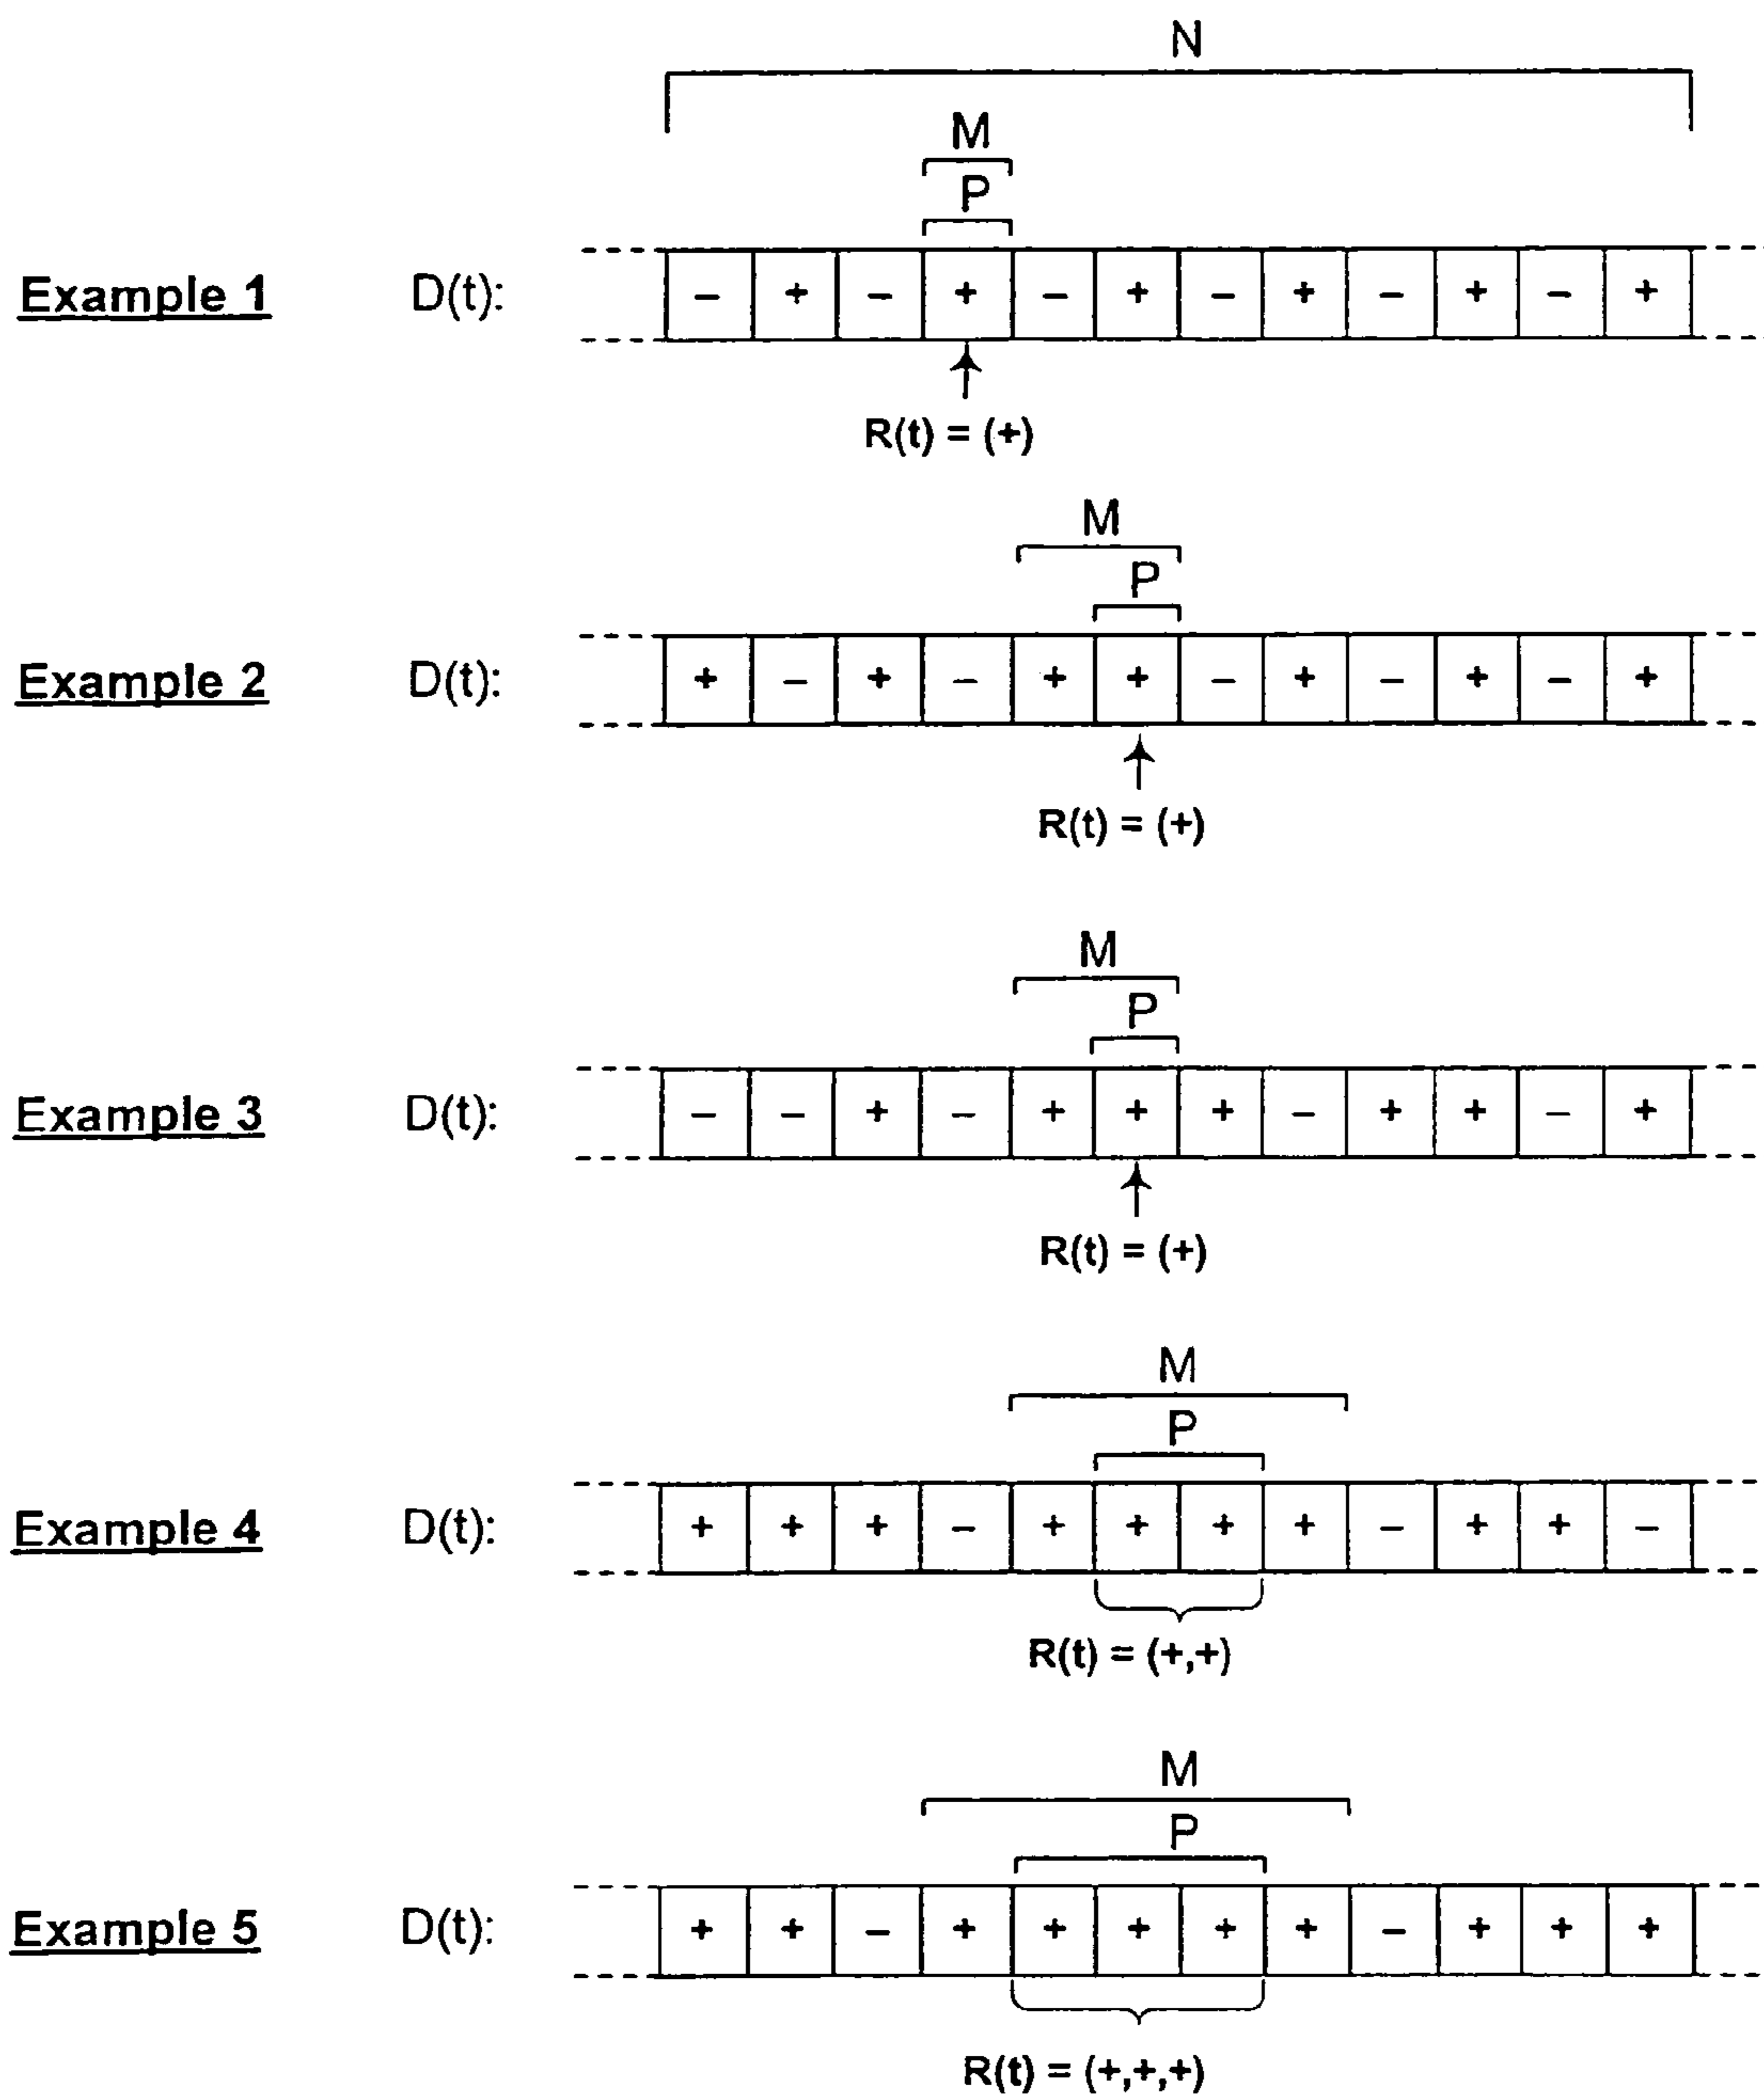 N
M
P
Example 1 D(t): – + – + – + – + – + – +
R(t) = (+)
M
P
Example 2 D(t): + – + – + + – + – + – +
R(t) = (+)
M
P
Example 3 D(t): – – + – + + + – + + – +
R(t) = (+)
M
P
Example 4 D(t): + + + – + + + + – + + –
R(t) = (+,+)
M
P
Example 5 D(t): + + – + + + + + – + + +
R(t) = (+,+,+)